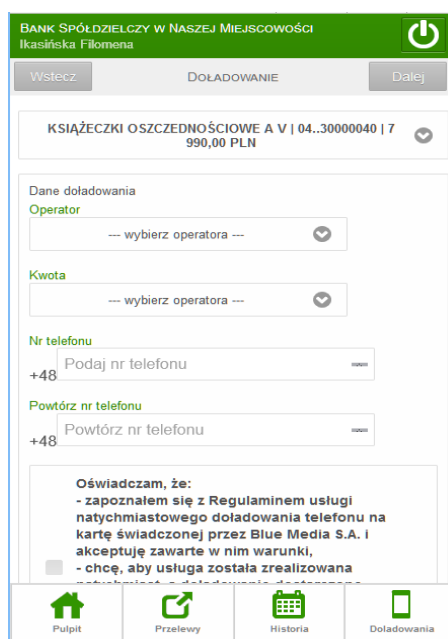 BANK SPÓŁDZIELCZY W NASZEJ MIEJSCOWOŚCI
Ikasińska Filomena
Wstecz DOŁADOWANIE Dalej
KSIĄŻECZKI OSZCZEDNOŚCIOWE A V | 04..30000040 | 7
990,00 PLN
Dane doładowania
Operator
--- wybierz operatora ---
Kwota
--- wybierz operatora ---
Nr telefonu
+48 Podaj nr telefonu
Powtórz nr telefonu
+48 Powtórz nr telefonu
Oświadczam, że:
- zapoznałem się z Regulaminem usługi
natychmiastowego doładowania telefonu na
kartę świadczonej przez Blue Media S.A. i
akceptuję zawarte w nim warunki,
- chcę, aby usługa została zrealizowana
Pulpit Przelewy Historia Doładowania